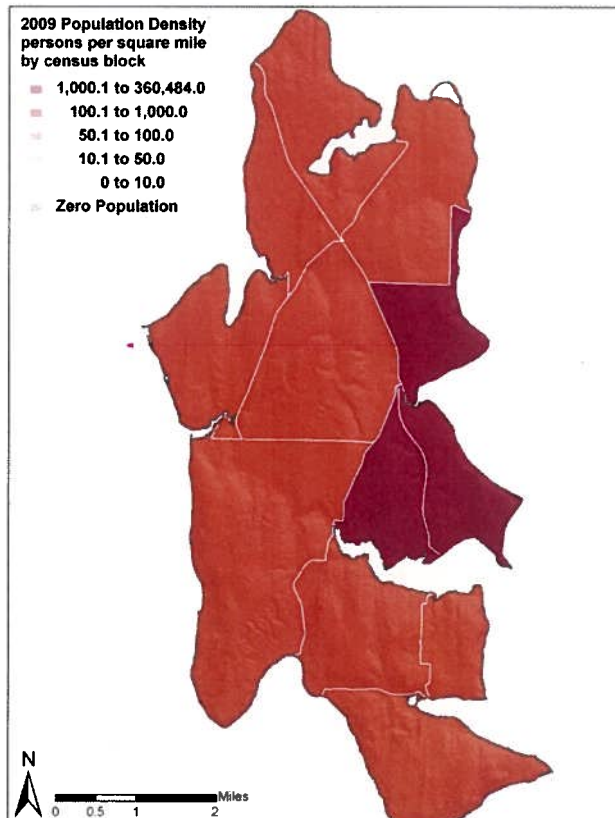 2009 Population Density
persons per square mile
by census block
1,000.1 to 360,484.0
100.1 to 1,000.0
50.1 to 100.0
10.1 to 50.0
0 to 10.0
Zero Population
N
Miles
0 0.5 1 2